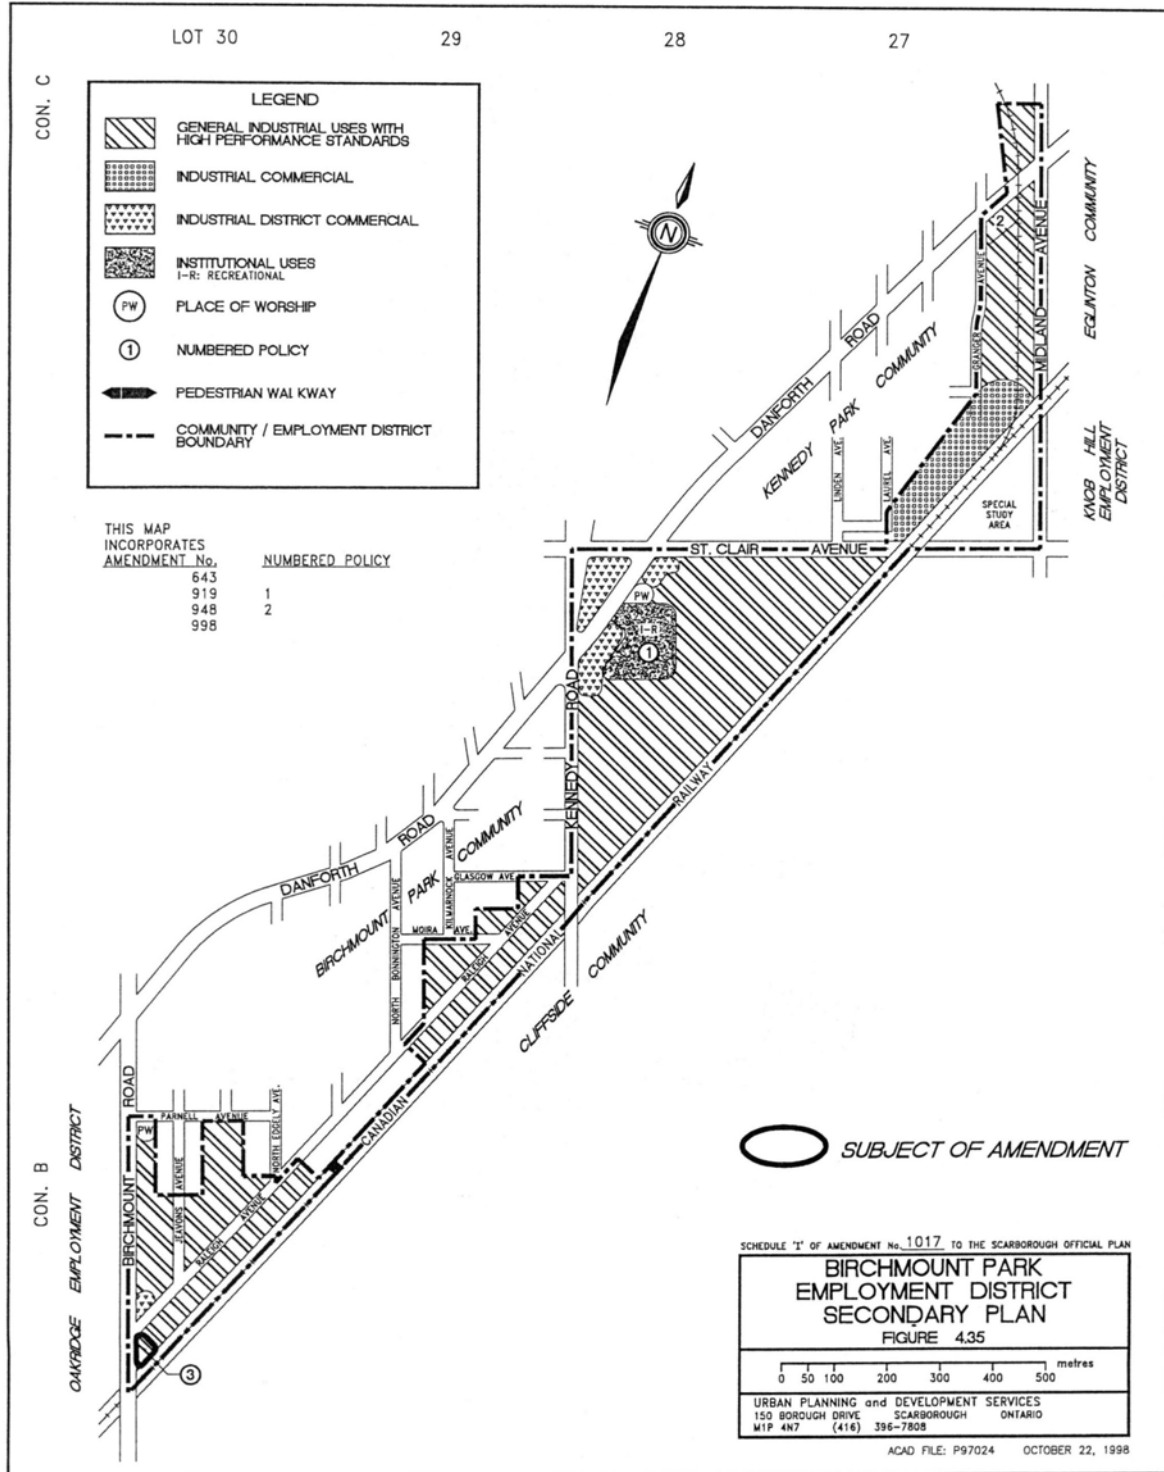 LOT 30 29 28 27
CON. C
LEGEND
GENERAL INDUSTRIAL USES WITH
HIGH PERFORMANCE STANDARDS
INDUSTRIAL COMMERCIAL
INDUSTRIAL DISTRICT COMMERCIAL
INSTITUTIONAL USES
I-R: RECREATIONAL
PW PLACE OF WORSHIP
1 NUMBERED POLICY
PEDESTRIAN WALKWAY
COMMUNITY / EMPLOYMENT DISTRICT
BOUNDARY
THIS MAP
INCORPORATES
AMENDMENT No. NUMBERED POLICY
643
919 1
948 2
998
N
2
GRANGER AVENUE
MIDLAND AVENUE
EGLINTON COMMUNITY
DANFORTH ROAD
KENNEDY PARK COMMUNITY
LINDEN AVE.
LAUREL AVE.
KNOB HILL
EMPLOYMENT
DISTRICT
SPECIAL
STUDY
AREA
ST. CLAIR AVENUE
PW
I-R
1
KENNEDY ROAD
RAILWAY
DANFORTH ROAD
BIRCHMOUNT PARK COMMUNITY
KILMARNOCK AVENUE
GLASGOW AVE.
MOIRA AVE.
NORTH BONNINGTON AVENUE
RALEIGH AVENUE
CANADIAN NATIONAL
CLIFFSIDE COMMUNITY
BIRCHMOUNT ROAD
PARNELL AVENUE
NORTH EDGELY AVE.
PW
JEAVONS AVENUE
RALEIGH AVENUE
CON. B
OAKRIDGE EMPLOYMENT DISTRICT
3
SUBJECT OF AMENDMENT
SCHEDULE 'I' OF AMENDMENT No. 1017 TO THE SCARBOROUGH OFFICIAL PLAN
BIRCHMOUNT PARK
EMPLOYMENT DISTRICT
SECONDARY PLAN
FIGURE 4.35
metres
0 50 100 200 300 400 500
URBAN PLANNING and DEVELOPMENT SERVICES
150 BOROUGH DRIVE SCARBOROUGH ONTARIO
M1P 4N7 (416) 396-7808
ACAD FILE: P97024 OCTOBER 22, 1998